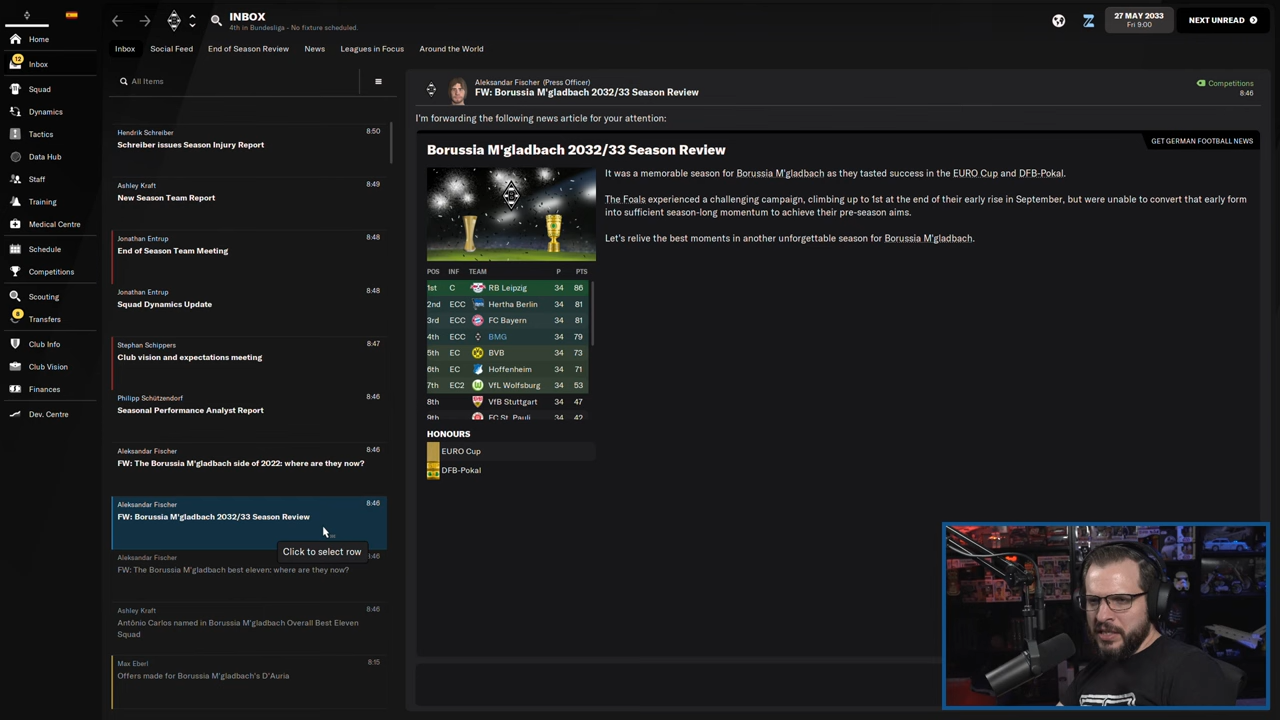 INBOX
4th in Bundesliga - No fixture scheduled.
27 MAY 2033
Fri 9:00
NEXT UNREAD
Home
12
Inbox
Squad
Dynamics
Tactics
Data Hub
Staff
Training
Medical Centre
Schedule
Competitions
Scouting
8
Transfers
Club Info
Club Vision
Finances
Dev. Centre
Inbox
Social Feed
End of Season Review
News
Leagues in Focus
Around the World
All Items
Hendrik Schreiber
8:50
Schreiber issues Season Injury Report
Ashley Kraft
8:49
New Season Team Report
Jonathan Entrup
8:48
End of Season Team Meeting
Jonathan Entrup
8:48
Squad Dynamics Update
Stephan Schippers
8:47
Club vision and expectations meeting
Philipp Schützendorf
8:46
Seasonal Performance Analyst Report
Aleksandar Fischer
8:46
FW: The Borussia M'gladbach side of 2022: where are they now?
Aleksandar Fischer
8:46
FW: Borussia M'gladbach 2032/33 Season Review
Click to select row
Aleksandar Fischer
:46
FW: The Borussia M'gladbach best eleven: where are they now?
Ashley Kraft
8:46
António Carlos named in Borussia M'gladbach Overall Best Eleven
Squad
Max Eberl
8:15
Offers made for Borussia M'gladbach's D'Auria
Aleksandar Fischer (Press Officer)
FW: Borussia M'gladbach 2032/33 Season Review
Competitions
8:46
I'm forwarding the following news article for your attention:
Borussia M'gladbach 2032/33 Season Review
GET GERMAN FOOTBALL NEWS
It was a memorable season for Borussia M'gladbach as they tasted success in the EURO Cup and DFB-Pokal.
The Foals experienced a challenging campaign, climbing up to 1st at the end of their early rise in September, but were unable to convert that early form
into sufficient season-long momentum to achieve their pre-season aims.
Let's relive the best moments in another unforgettable season for Borussia M'gladbach.
POS INF TEAM P PTS
1st C RB Leipzig 34 86
2nd ECC Hertha Berlin 34 81
3rd ECC FC Bayern 34 81
4th ECC BMG 34 79
5th EC BVB 34 73
6th EC Hoffenheim 34 71
7th EC2 VfL Wolfsburg 34 53
8th VfB Stuttgart 34 47
9th FC St. Pauli 34 42
HONOURS
EURO Cup
DFB-Pokal